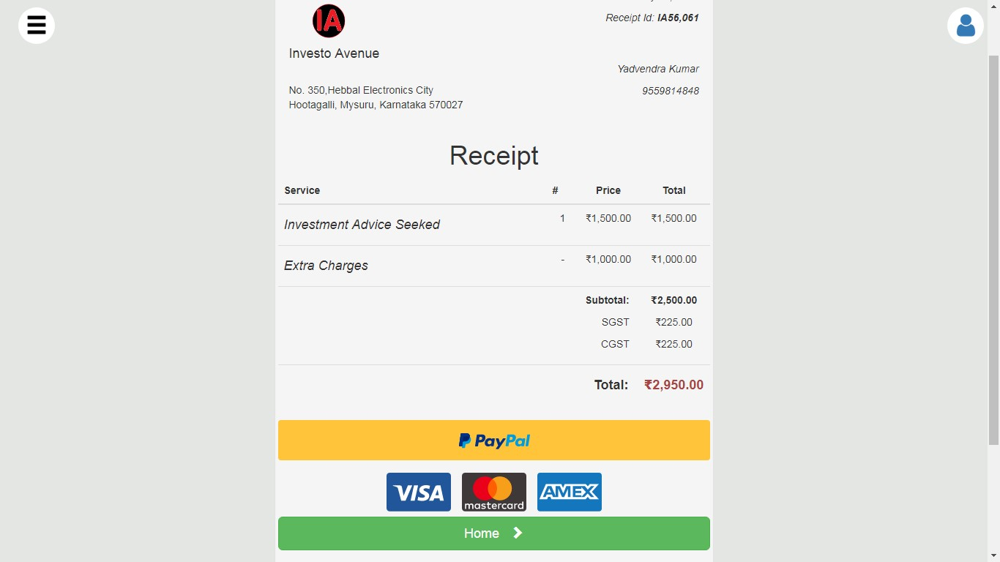 IA
Receipt Id: IA56,061
Investo Avenue
Yadvendra Kumar
No. 350,Hebbal Electronics City
9559814848
Hootagalli, Mysuru, Karnataka 570027
Receipt
Service # Price Total
Investment Advice Seeked 1 ₹1,500.00 ₹1,500.00
Extra Charges - ₹1,000.00 ₹1,000.00
Subtotal: ₹2,500.00
SGST ₹225.00
CGST ₹225.00
Total: ₹2,950.00
PayPal
VISA mastercard AMEX
Home